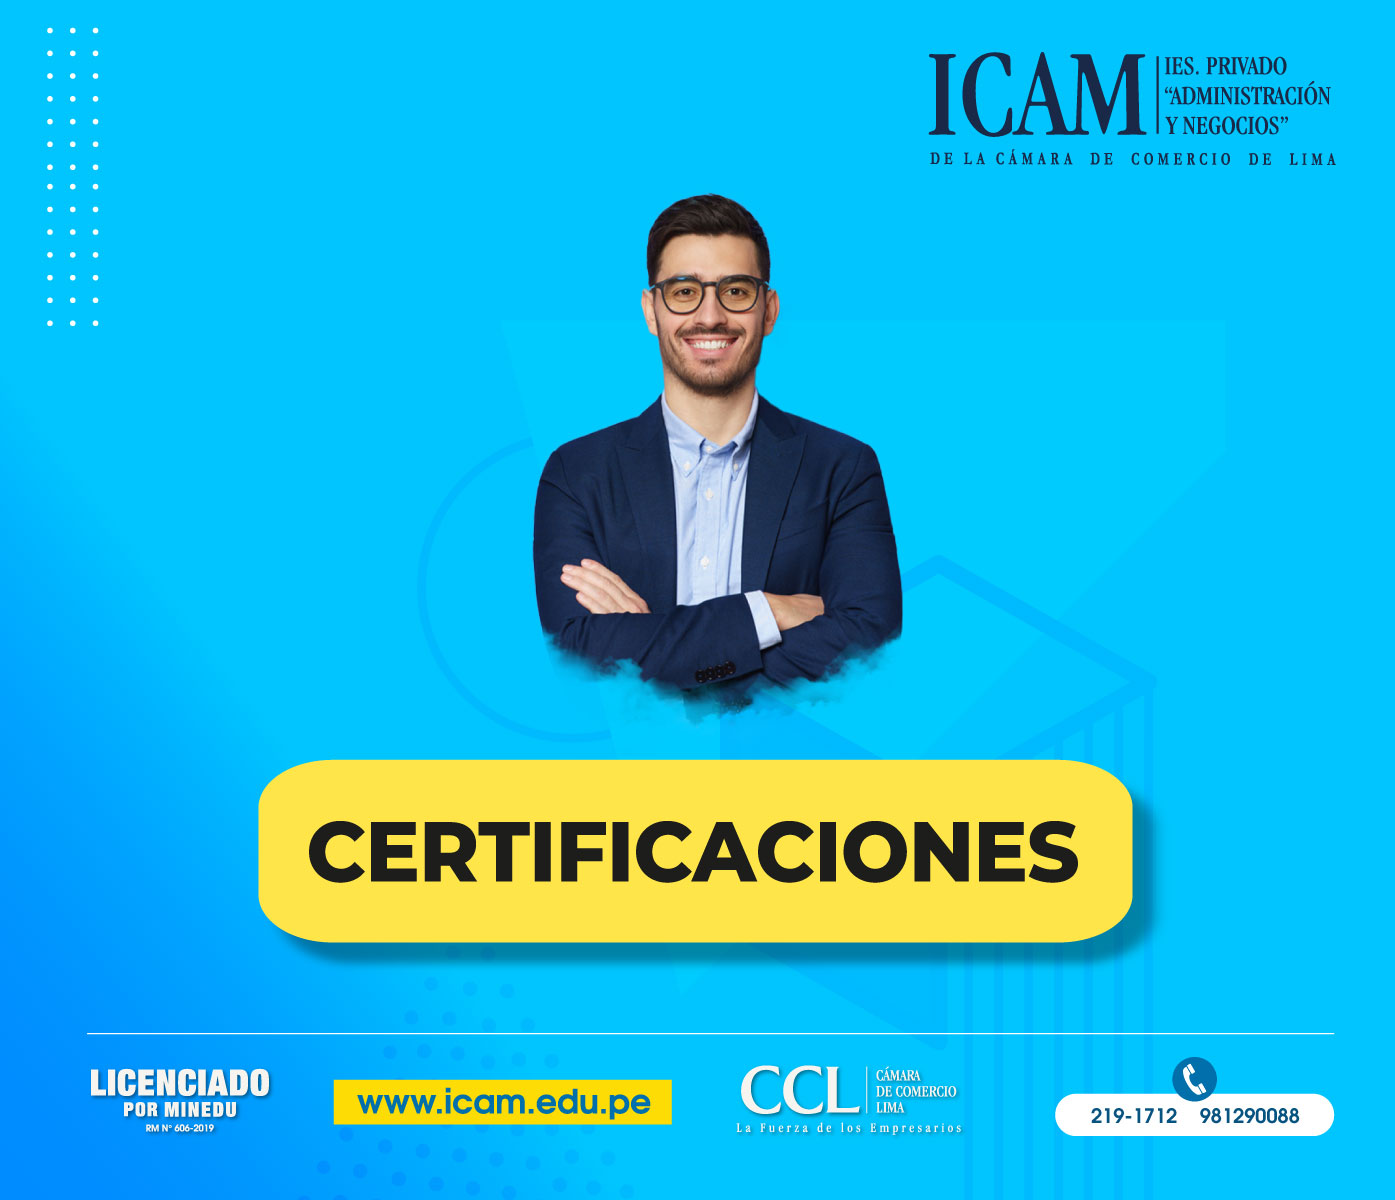 ICAM
IES. PRIVADO
“ADMINISTRACIÓN
Y NEGOCIOS”
DE LA CÁMARA DE COMERCIO DE LIMA
CERTIFICACIONES
LICENCIADO
POR MINEDU
RM N° 606-2019
www.icam.edu.pe
CCL
CÁMARA
DE COMERCIO
LIMA
La Fuerza de los Empresarios
219-1712 981290088